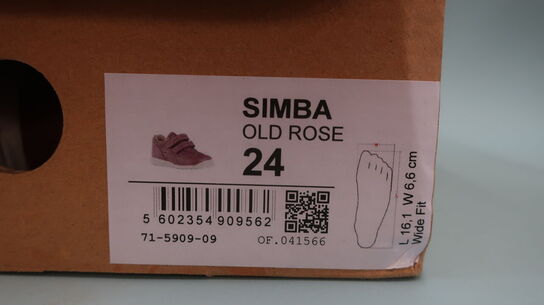 SIMBA
OLD ROSE
24
5 602354 909562
71-5909-09
OF.041566
L 16,1 W 6,6 cm
Wide Fit